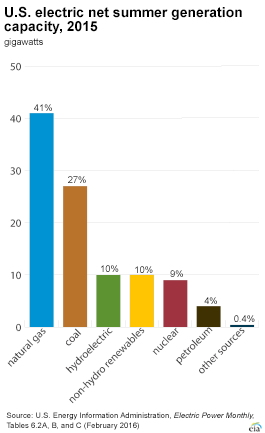 U.S. electric net summer generation
capacity, 2015
gigawatts
50
40
30
20
10
0
41%
27%
10%
10%
9%
4%
0.4%
natural gas
coal
hydroelectric
non-hydro renewables
nuclear
petroleum
other sources
Source: U.S. Energy Information Administration, Electric Power Monthly,
Tables 6.2A, B, and C (February 2016)
eia